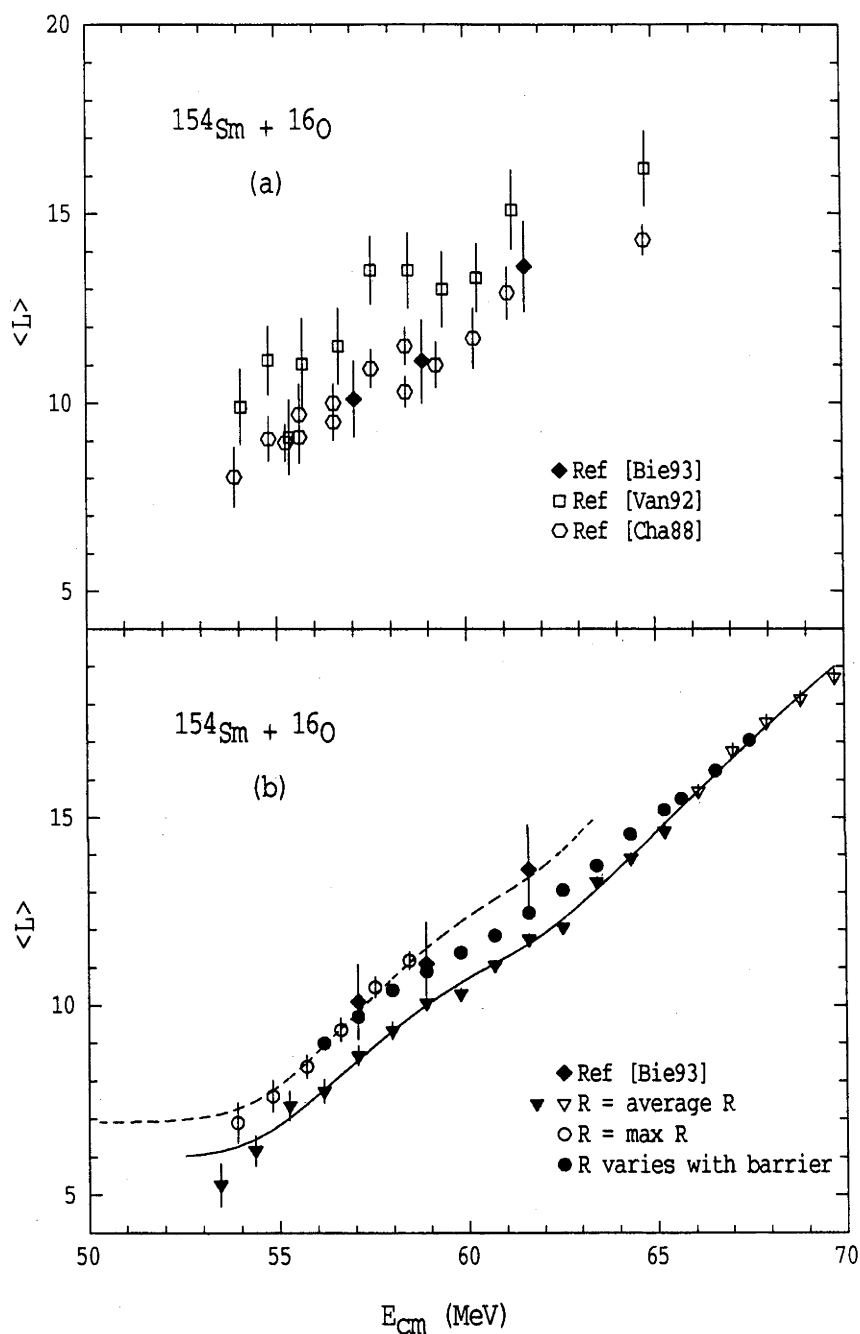 20
¹⁵⁴Sm + ¹⁶O
(a)
15
<L>
10
Ref [Bie93]
Ref [Van92]
Ref [Cha88]
5
¹⁵⁴Sm + ¹⁶O
(b)
15
<L>
10
Ref [Bie93]
R = average R
R = max R
R varies with barrier
5
50 55 60 65 70
E_cm (MeV)